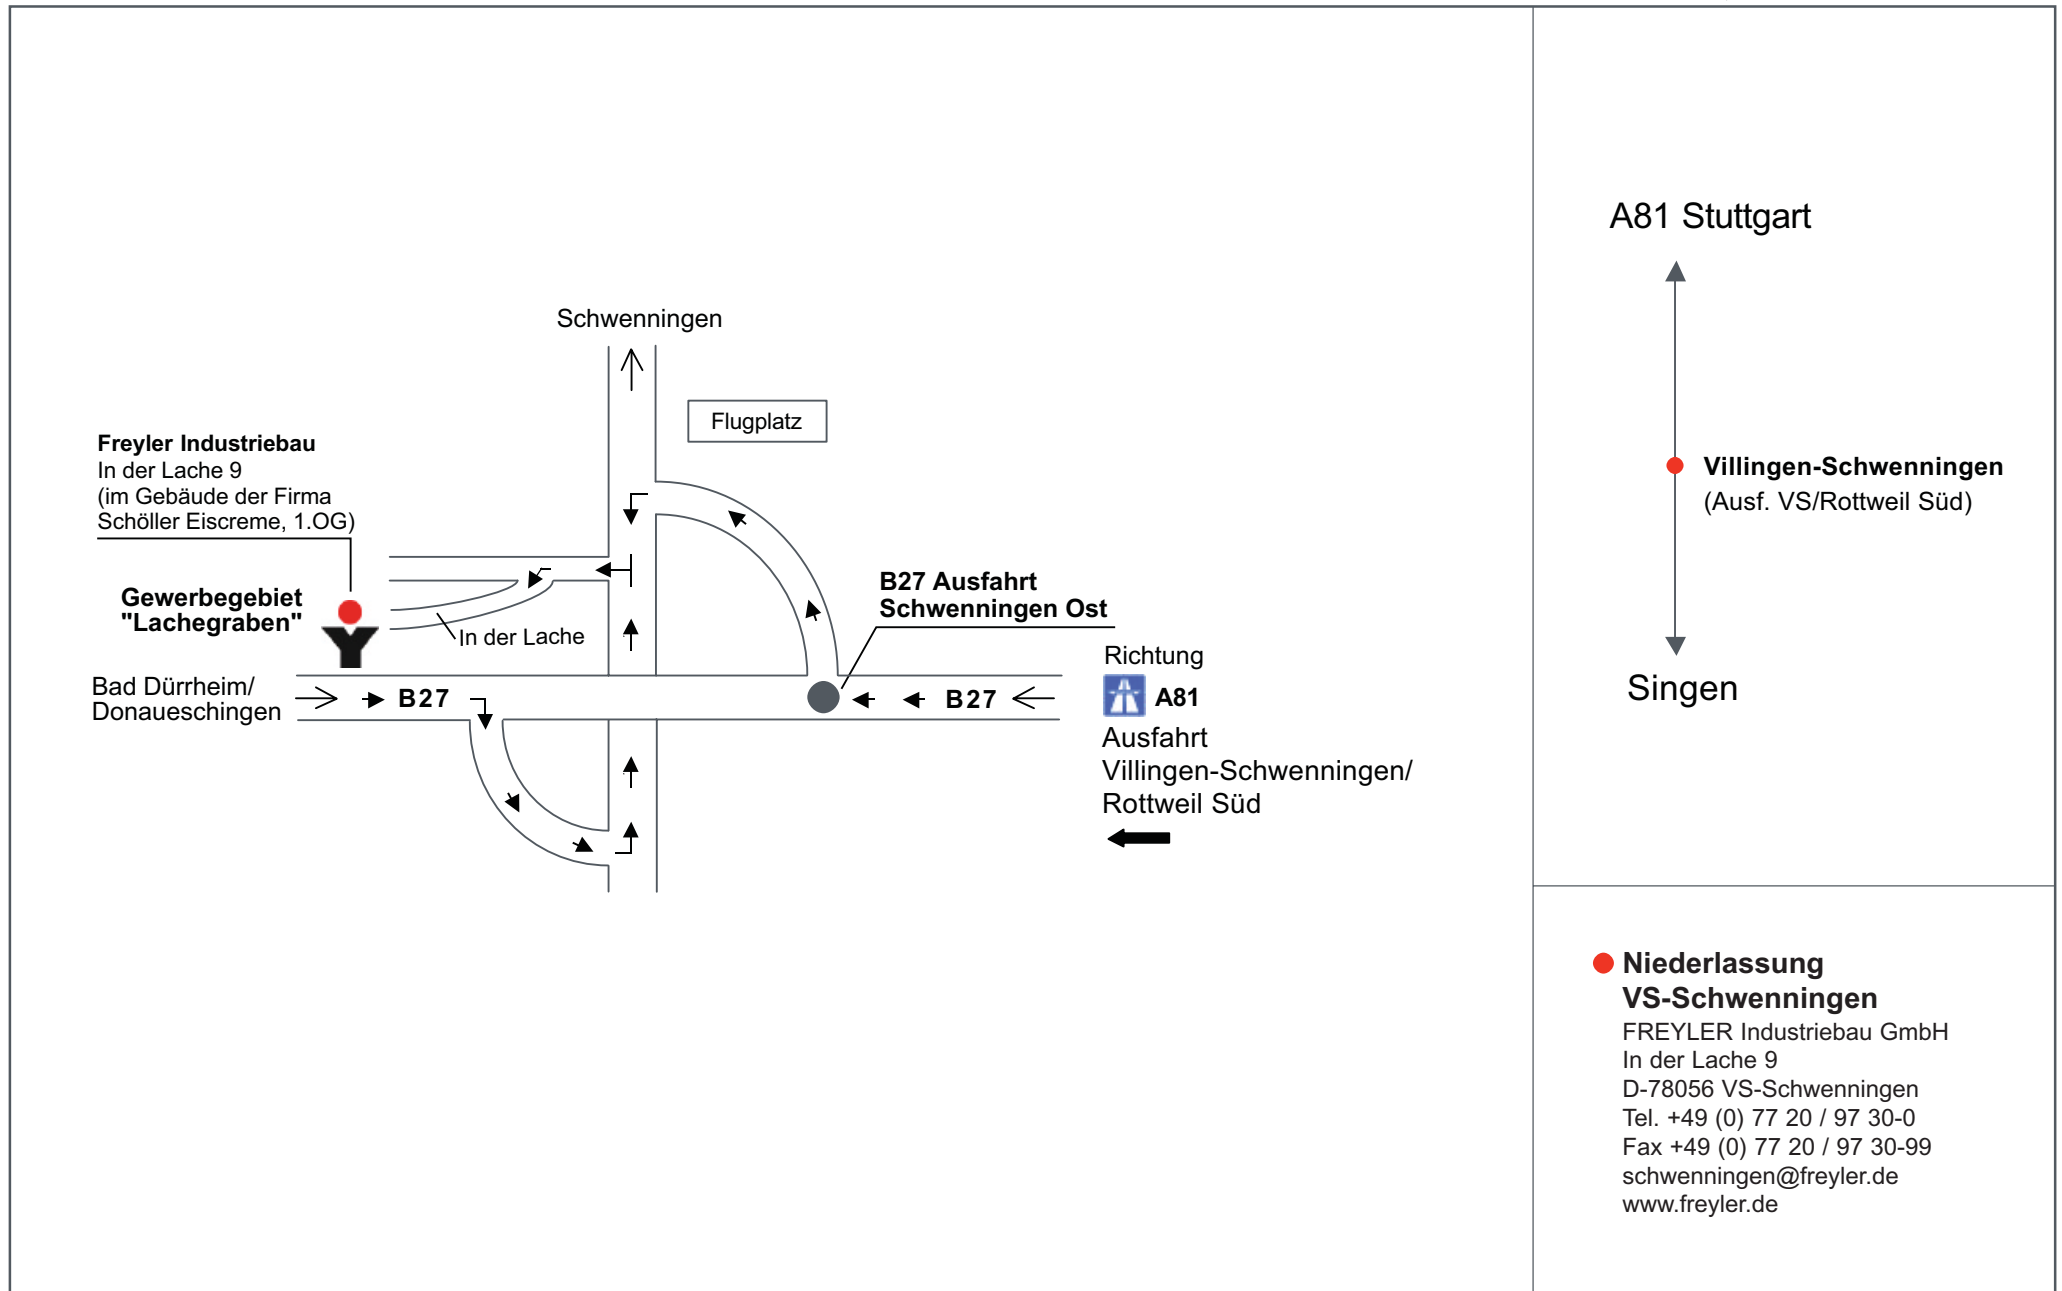 Schwenningen
Flugplatz
Freyler Industriebau
In der Lache 9
(im Gebäude der Firma
Schöller Eiscreme, 1.OG)
Gewerbegebiet
"Lachegraben"
In der Lache
B27 Ausfahrt
Schwenningen Ost
Bad Dürrheim/
Donaueschingen
B27
B27
Richtung
A81
Ausfahrt
Villingen-Schwenningen/
Rottweil Süd
A81 Stuttgart
Villingen-Schwenningen
(Ausf. VS/Rottweil Süd)
Singen
Niederlassung
VS-Schwenningen
FREYLER Industriebau GmbH
In der Lache 9
D-78056 VS-Schwenningen
Tel. +49 (0) 77 20 / 97 30-0
Fax +49 (0) 77 20 / 97 30-99
schwenningen@freyler.de
www.freyler.de